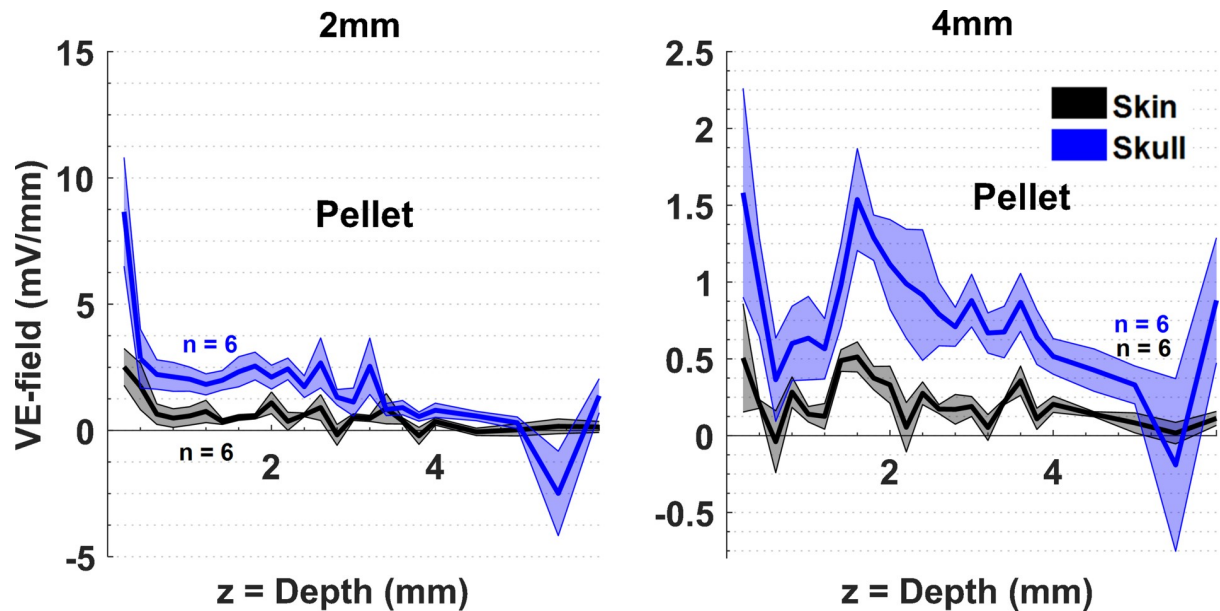 2mm
15
10
5
0
-5
VE-field (mV/mm)
Pellet
n = 6
n = 6
2
4
z = Depth (mm)
4mm
2.5
2
1.5
1
0.5
0
-0.5
Skin
Skull
Pellet
n = 6
n = 6
2
4
z = Depth (mm)